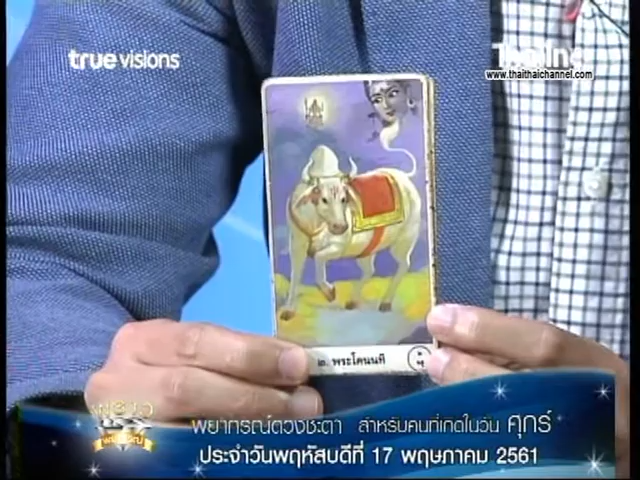 true visions
ThaiThai
www.thaithaichannel.com
๒. พระโคนนที
พยากรณ์ดวงชะตา สำหรับคนที่เกิดในวัน ศุกร์
ประจำวันพฤหัสบดีที่ 17 พฤษภาคม 2561